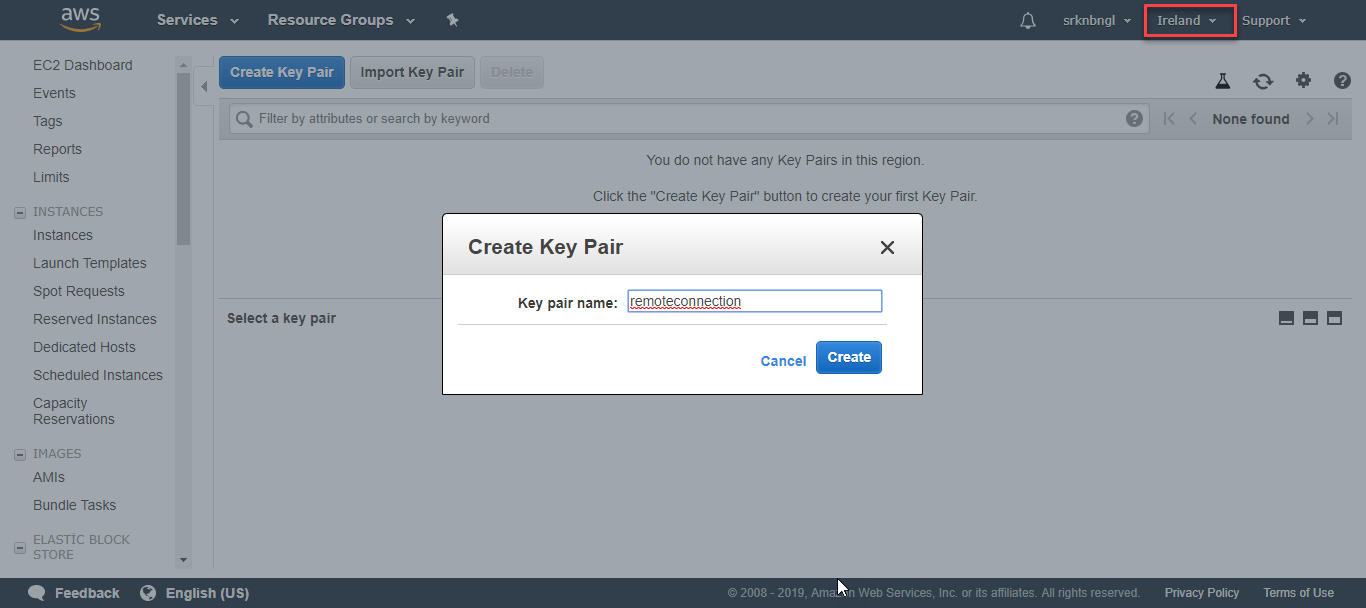 aws Services Resource Groups srknbngl Ireland Support
EC2 Dashboard
Events
Tags
Reports
Limits
INSTANCES
Instances
Launch Templates
Spot Requests
Reserved Instances
Dedicated Hosts
Scheduled Instances
Capacity
Reservations
IMAGES
AMIs
Bundle Tasks
ELASTİC BLOCK
STORE
Create Key Pair Import Key Pair Delete
Filter by attributes or search by keyword
None found
You do not have any Key Pairs in this region.
Click the "Create Key Pair" button to create your first Key Pair.
Create Key Pair
Key pair name: remoteconnection
Cancel Create
Select a key pair
Feedback English (US) © 2008 - 2019, Amazon Web Services, Inc. or its affiliates. All rights reserved. Privacy Policy Terms of Use